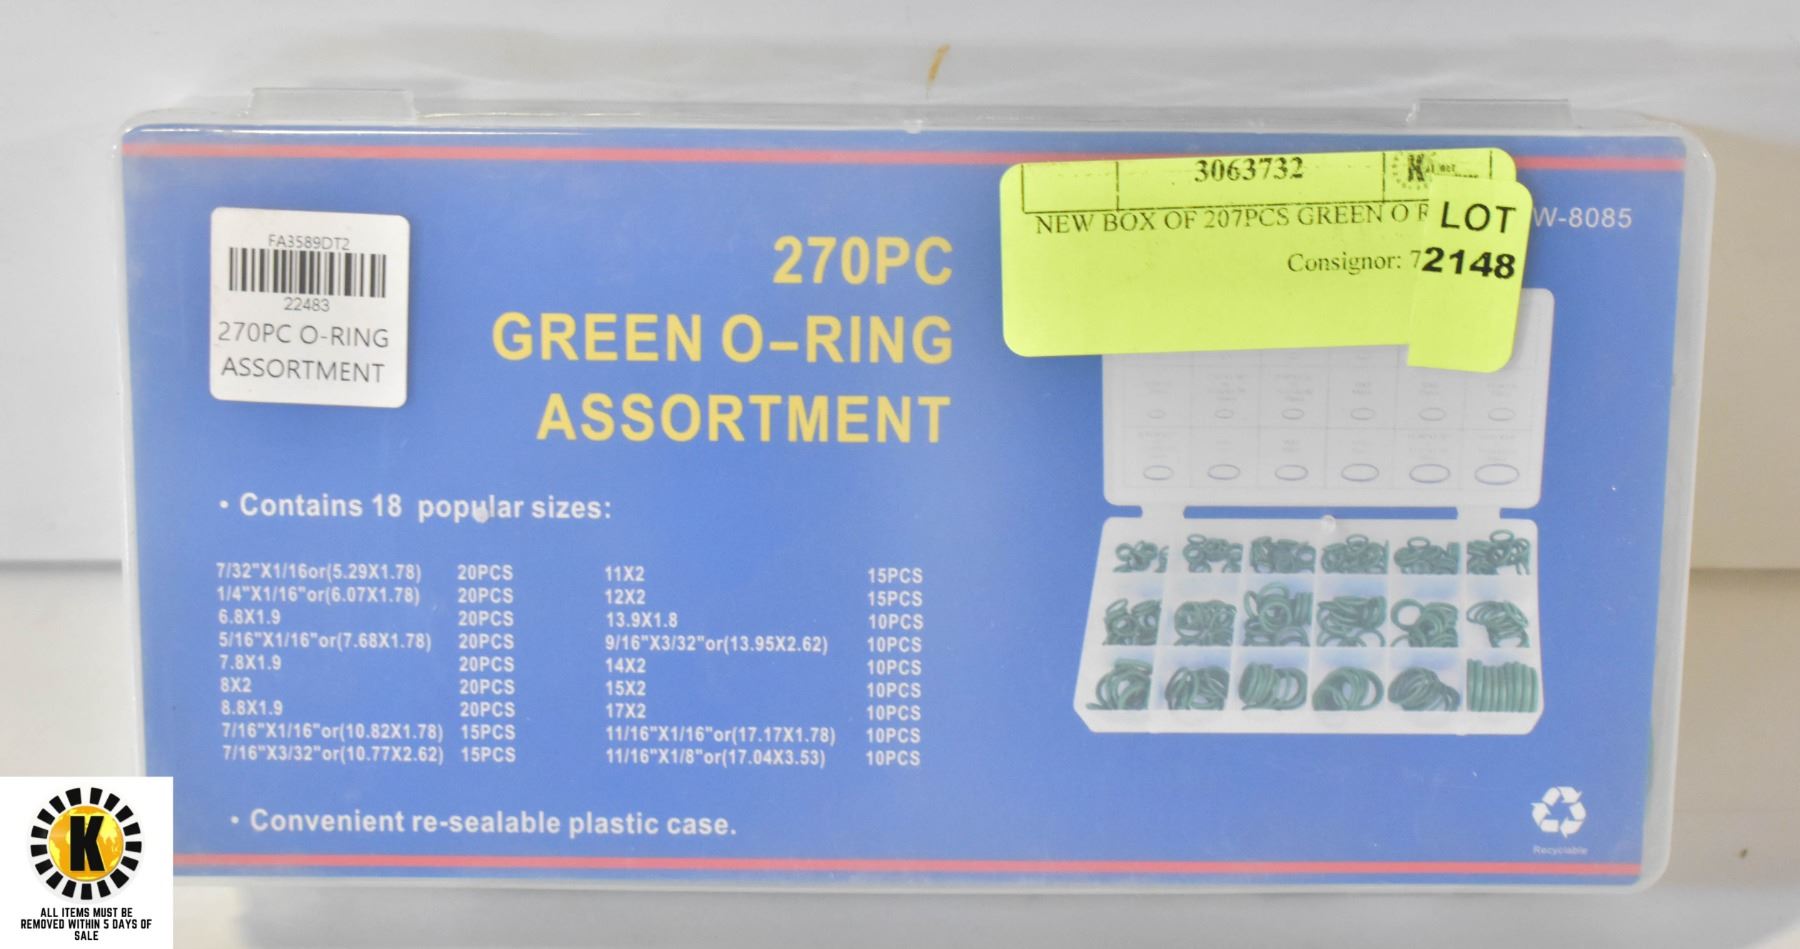 3063732
NEW BOX OF 207PCS GREEN O R
Consignor: 7
LOT
2148
W-8085
FA3589DT2
22483
270PC O-RING
ASSORTMENT
270PC
GREEN O-RING
ASSORTMENT
• Contains 18 popular sizes:
7/32"X1/16or(5.29X1.78) 20PCS 11X2 15PCS
1/4"X1/16"or(6.07X1.78) 20PCS 12X2 15PCS
6.8X1.9 20PCS 13.9X1.8 10PCS
5/16"X1/16"or(7.68X1.78) 20PCS 9/16"X3/32"or(13.95X2.62) 10PCS
7.8X1.9 20PCS 14X2 10PCS
8X2 20PCS 15X2 10PCS
8.8X1.9 20PCS 17X2 10PCS
7/16"X1/16"or(10.82X1.78) 15PCS 11/16"X1/16"or(17.17X1.78) 10PCS
7/16"X3/32"or(10.77X2.62) 15PCS 11/16"X1/8"or(17.04X3.53) 10PCS
• Convenient re-sealable plastic case.
Recyclable
K
ALL ITEMS MUST BE
REMOVED WITHIN 5 DAYS OF
SALE